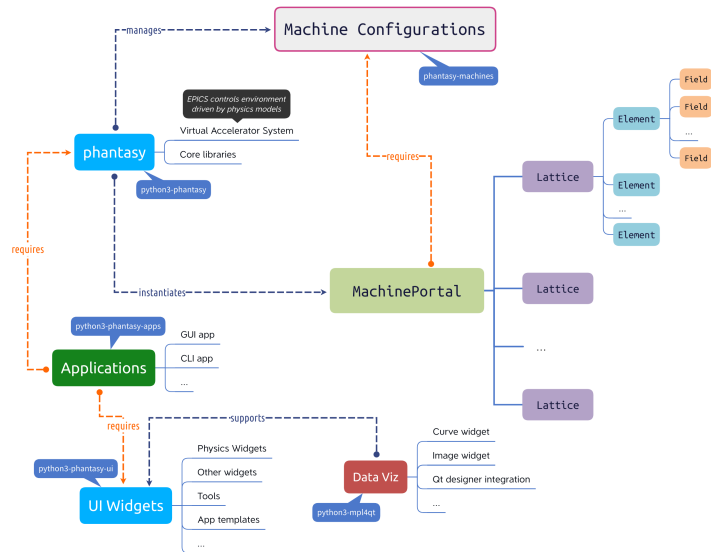 manages
Machine Configurations
phantasy-machines
EPICS controls environment
driven by physics models
Virtual Accelerator System
phantasy
Core libraries
python3-phantasy
requires
Field
Field
Element
...
Field
Lattice
Element
...
Element
requires
instantiates
MachinePortal
Lattice
...
Lattice
python3-phantasy-apps
GUI app
Applications
CLI app
...
requires
supports
python3-phantasy-ui
Physics Widgets
Other widgets
UI Widgets
Tools
App templates
...
Curve widget
Image widget
Data Viz
Qt designer integration
python3-mpl4qt
...